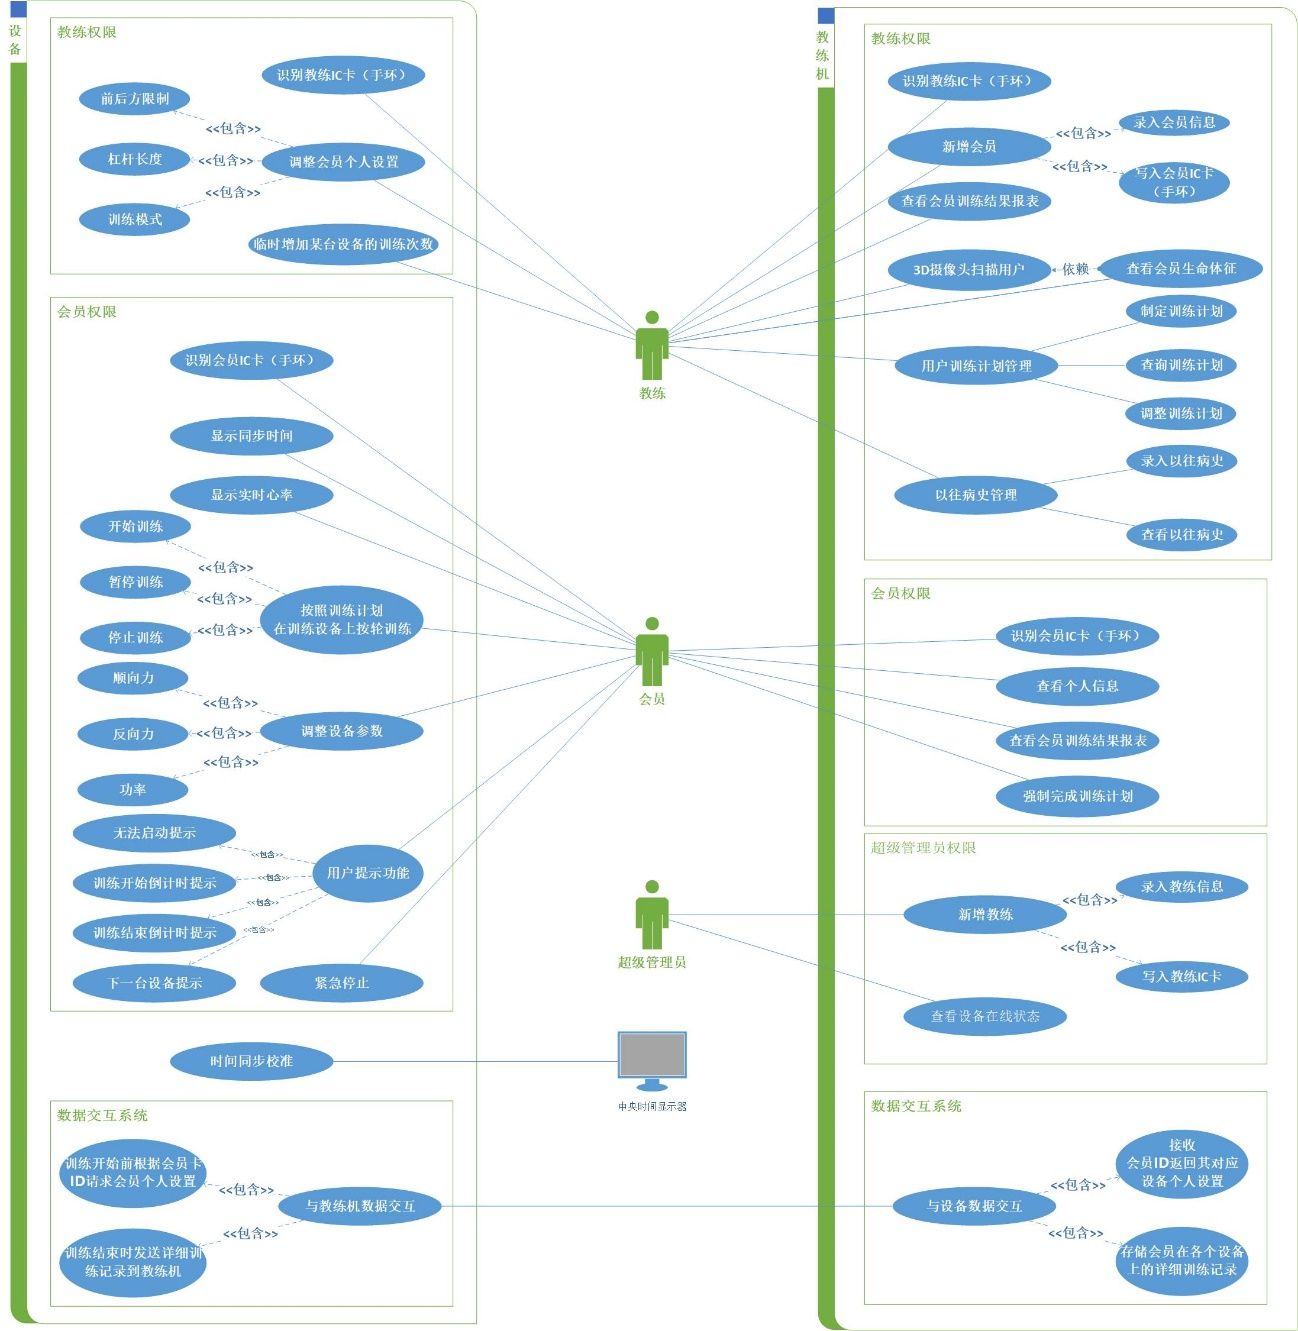 设
备
教练权限
识别教练IC卡（手环）
前后方限制
<<包含>>
杠杆长度
<<包含>>
调整会员个人设置
<<包含>>
训练模式
临时增加某台设备的训练次数
会员权限
识别会员IC卡（手环）
显示同步时间
显示实时心率
开始训练
<<包含>>
暂停训练
<<包含>>
按照训练计划
在训练设备上按轮训练
停止训练
<<包含>>
顺向力
<<包含>>
反向力
<<包含>>
调整设备参数
<<包含>>
功率
无法启动提示
<<包含>>
训练开始倒计时提示
<<包含>>
用户提示功能
<<包含>>
训练结束倒计时提示
<<包含>>
下一台设备提示
紧急停止
时间同步校准
数据交互系统
训练开始前根据会员卡
ID请求会员个人设置
<<包含>>
与教练机数据交互
<<包含>>
训练结束时发送详细训
练记录到教练机
教练
会员
超级管理员
中央时间显示器
教
练
机
教练权限
识别教练IC卡（手环）
新增会员
<<包含>>
录入会员信息
<<包含>>
写入会员IC卡
（手环）
查看会员训练结果报表
3D摄像头扫描用户
依赖
查看会员生命体征
制定训练计划
用户训练计划管理
查询训练计划
调整训练计划
录入以往病史
以往病史管理
查看以往病史
会员权限
识别会员IC卡（手环）
查看个人信息
查看会员训练结果报表
强制完成训练计划
超级管理员权限
新增教练
<<包含>>
录入教练信息
<<包含>>
写入教练IC卡
查看设备在线状态
数据交互系统
接收
会员ID返回其对应
设备个人设置
<<包含>>
与设备数据交互
<<包含>>
存储会员在各个设备
上的详细训练记录